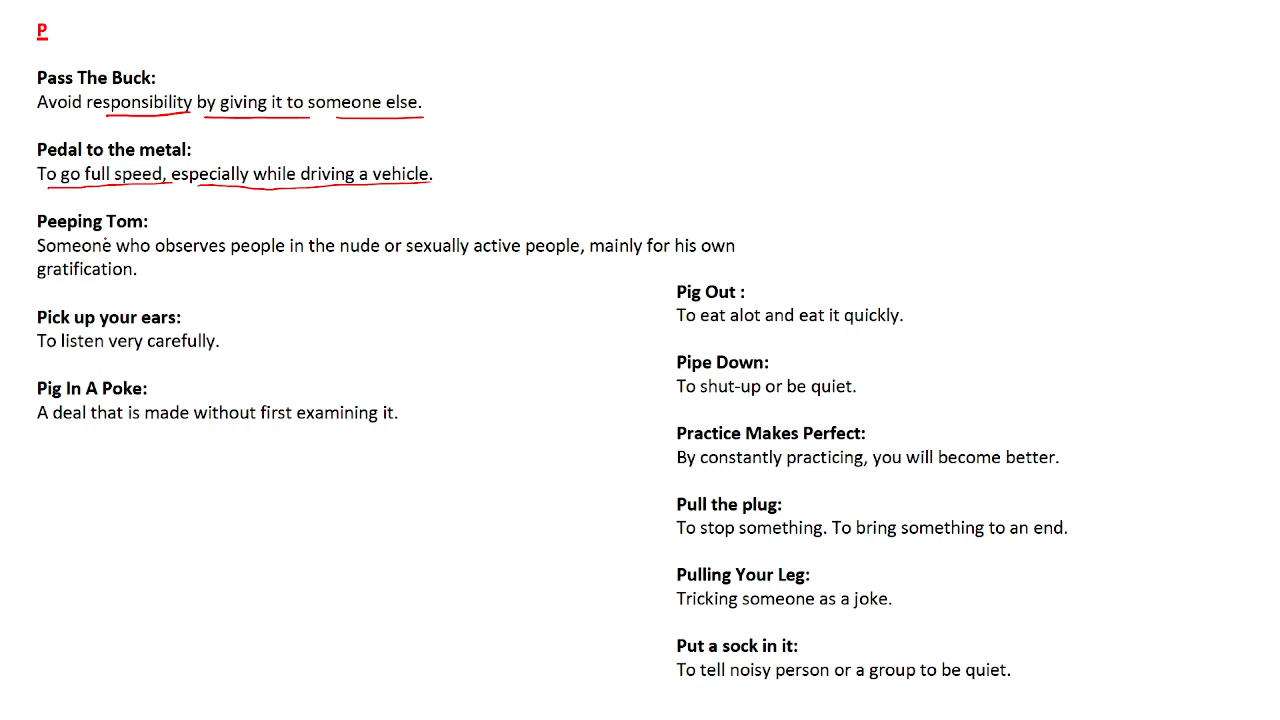 P
Pass The Buck:
Avoid responsibility by giving it to someone else.
Pedal to the metal:
To go full speed, especially while driving a vehicle.
Peeping Tom:
Someone who observes people in the nude or sexually active people, mainly for his own
gratification.
Pick up your ears:
To listen very carefully.
Pig In A Poke:
A deal that is made without first examining it.
Pig Out :
To eat alot and eat it quickly.
Pipe Down:
To shut-up or be quiet.
Practice Makes Perfect:
By constantly practicing, you will become better.
Pull the plug:
To stop something. To bring something to an end.
Pulling Your Leg:
Tricking someone as a joke.
Put a sock in it:
To tell noisy person or a group to be quiet.